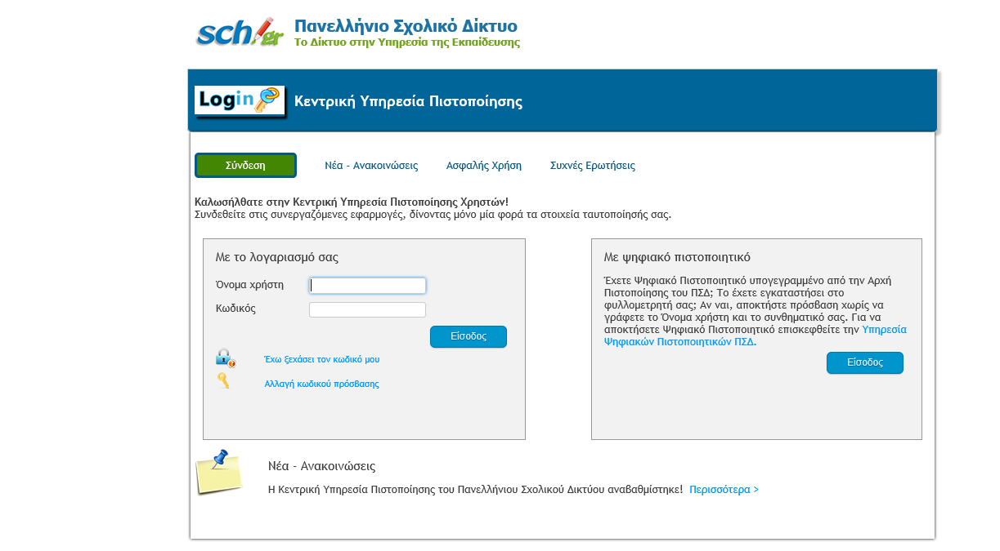 sch.gr
Πανελλήνιο Σχολικό Δίκτυο
Το Δίκτυο στην Υπηρεσία της Εκπαίδευσης
Login
Κεντρική Υπηρεσία Πιστοποίησης
Σύνδεση Νέα - Ανακοινώσεις Ασφαλής Χρήση Συχνές Ερωτήσεις
Καλωσήλθατε στην Κεντρική Υπηρεσία Πιστοποίησης Χρηστών!
Συνδεθείτε στις συνεργαζόμενες εφαρμογές, δίνοντας μόνο μία φορά τα στοιχεία ταυτοποίησής σας.
Με το λογαριασμό σας
Όνομα χρήστη
Κωδικός
Είσοδος
Έχω ξεχάσει τον κωδικό μου
Αλλαγή κωδικού πρόσβασης
Με ψηφιακό πιστοποιητικό
Έχετε Ψηφιακό Πιστοποιητικό υπογεγραμμένο από την Αρχή
Πιστοποίησης του ΠΣΔ; Το έχετε εγκαταστήσει στο
φυλλομετρητή σας; Αν ναι, αποκτήστε πρόσβαση χωρίς να
γράφετε το Όνομα χρήστη και το συνθηματικό σας. Για να
αποκτήσετε Ψηφιακό Πιστοποιητικό επισκεφθείτε την Υπηρεσία
Ψηφιακών Πιστοποιητικών ΠΣΔ.
Είσοδος
Νέα - Ανακοινώσεις
Η Κεντρική Υπηρεσία Πιστοποίησης του Πανελλήνιου Σχολικού Δικτύου αναβαθμίστηκε! Περισσότερα >